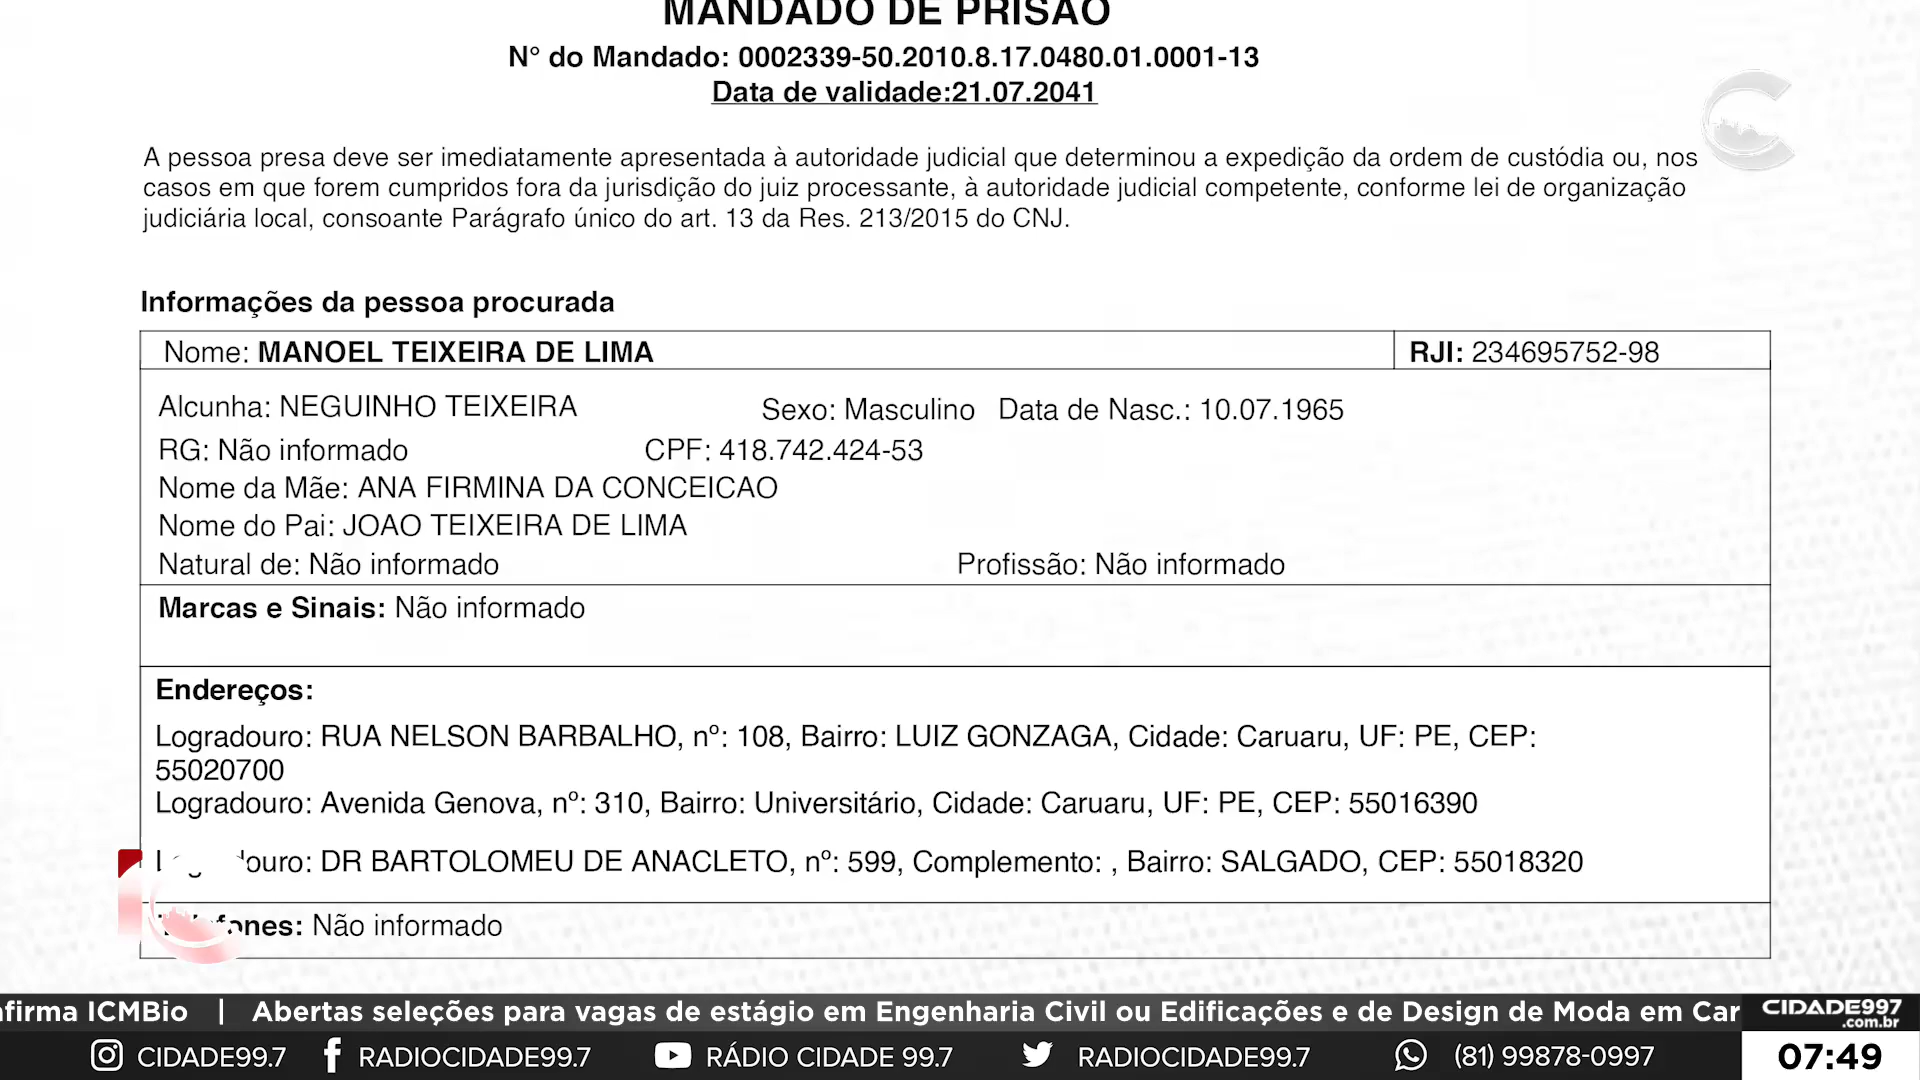 MANDADO DE PRISÃO
N° do Mandado: 0002339-50.2010.8.17.0480.01.0001-13
Data de validade:21.07.2041
A pessoa presa deve ser imediatamente apresentada à autoridade judicial que determinou a expedição da ordem de custódia ou, nos
casos em que forem cumpridos fora da jurisdição do juiz processante, à autoridade judicial competente, conforme lei de organização
judiciária local, consoante Parágrafo único do art. 13 da Res. 213/2015 do CNJ.
Informações da pessoa procurada
Nome: MANOEL TEIXEIRA DE LIMA RJI: 234695752-98
Alcunha: NEGUINHO TEIXEIRA Sexo: Masculino Data de Nasc.: 10.07.1965
RG: Não informado CPF: 418.742.424-53
Nome da Mãe: ANA FIRMINA DA CONCEICAO
Nome do Pai: JOAO TEIXEIRA DE LIMA
Natural de: Não informado Profissão: Não informado
Marcas e Sinais: Não informado
Endereços:
Logradouro: RUA NELSON BARBALHO, nº: 108, Bairro: LUIZ GONZAGA, Cidade: Caruaru, UF: PE, CEP:
55020700
Logradouro: Avenida Genova, nº: 310, Bairro: Universitário, Cidade: Caruaru, UF: PE, CEP: 55016390
Logradouro: DR BARTOLOMEU DE ANACLETO, nº: 599, Complemento: , Bairro: SALGADO, CEP: 55018320
Telefones: Não informado
firma ICMBio | Abertas seleções para vagas de estágio em Engenharia Civil ou Edificações e de Design de Moda em Car
CIDADE997
.com.br
CIDADE99.7 RADIOCIDADE99.7 RÁDIO CIDADE 99.7 RADIOCIDADE99.7 (81) 99878-0997
07:49